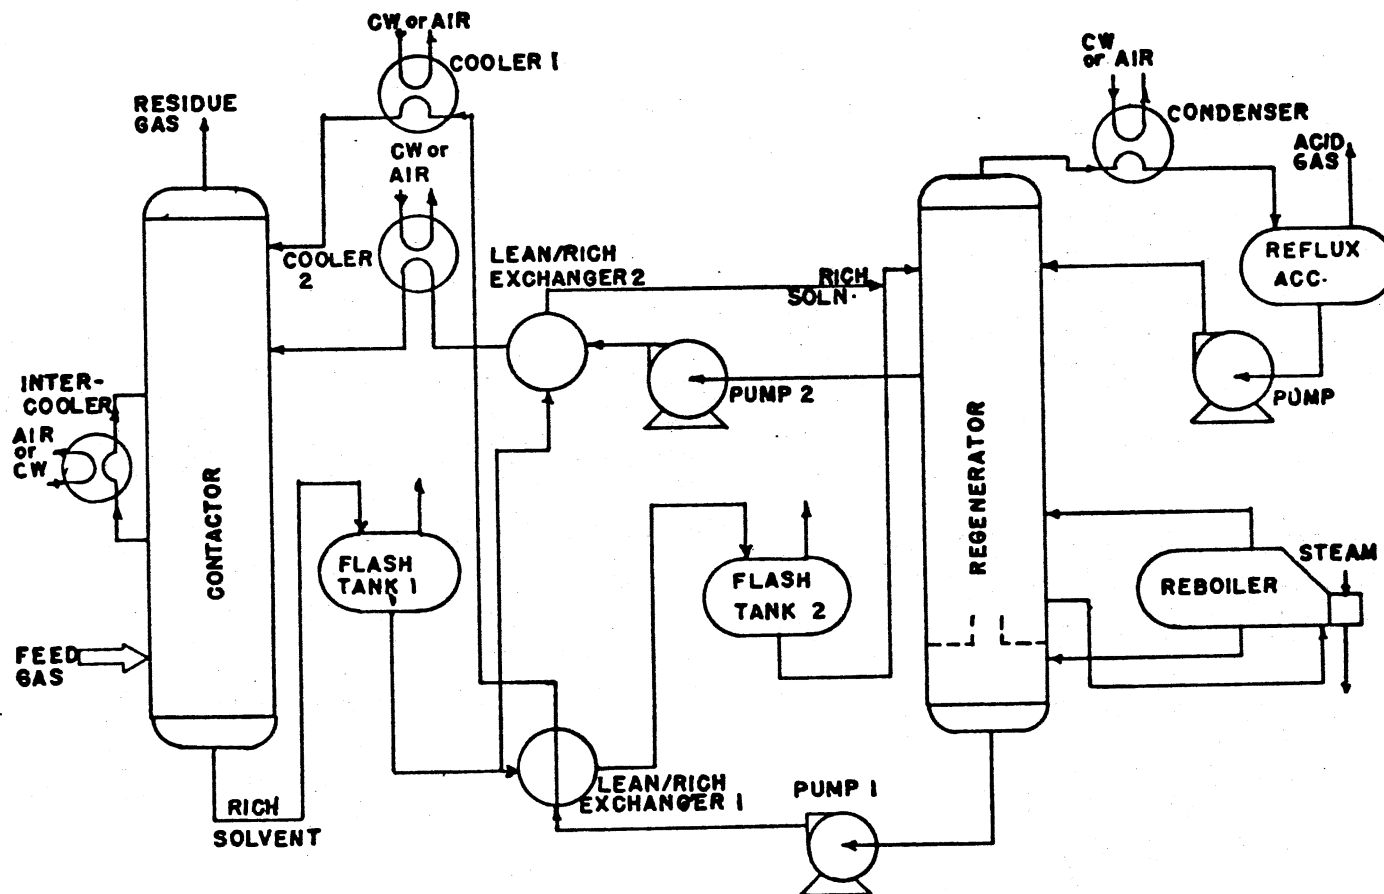 CW or AIR
COOLER 1
RESIDUE
GAS
CW or
AIR
CW
or AIR
CONDENSER
ACID
GAS
COOLER
2
LEAN/RICH
EXCHANGER 2
RICH
SOLN.
REFLUX
ACC.
INTER-
COOLER
AIR
or
CW
PUMP 2
PUMP
CONTACTOR
REGENERATOR
FLASH
TANK 1
FLASH
TANK 2
REBOILER
STEAM
FEED
GAS
RICH
SOLVENT
LEAN/RICH
EXCHANGER 1
PUMP 1